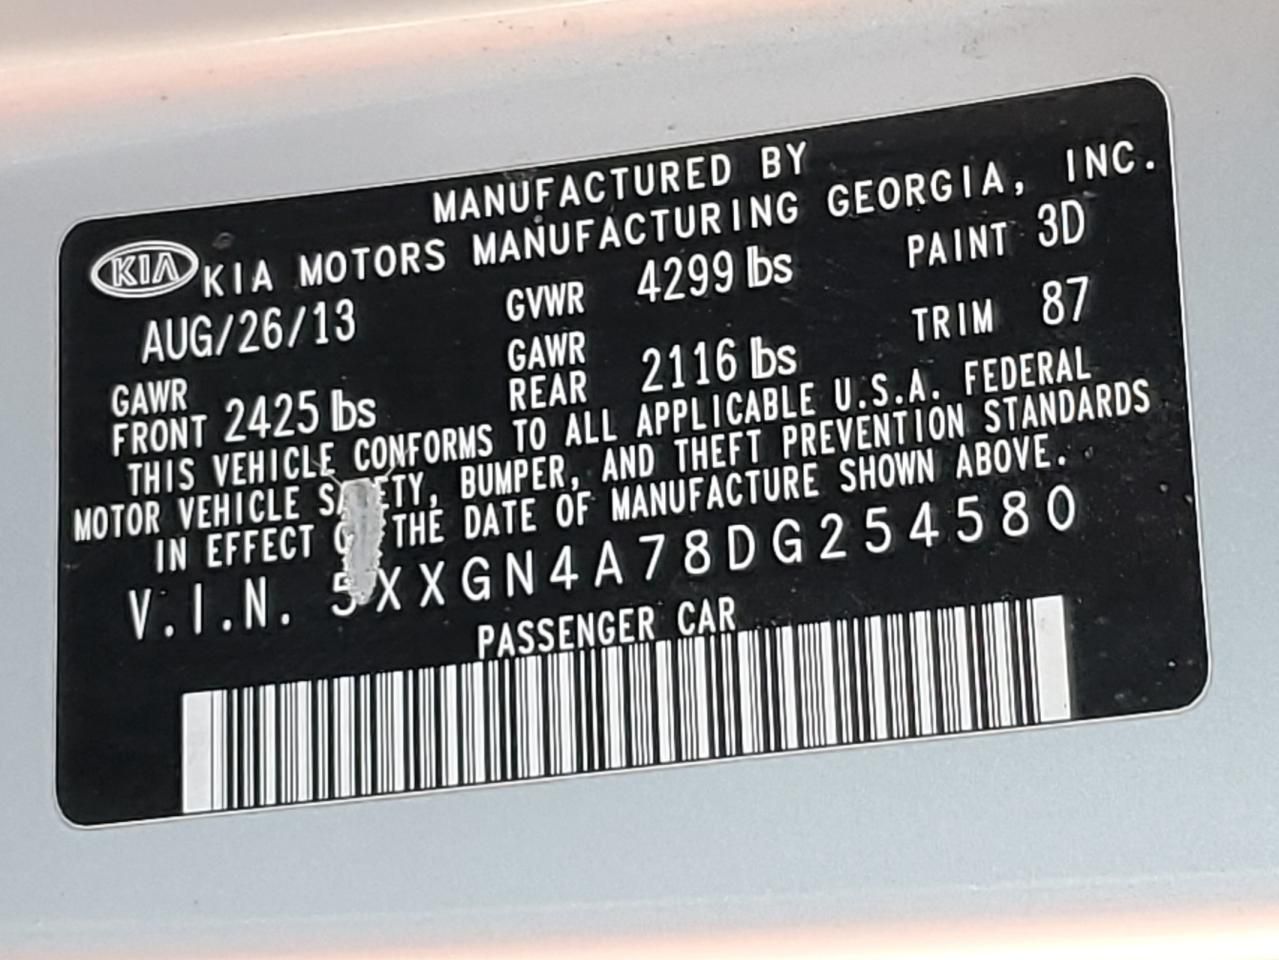 MANUFACTURED BY
KIA KIA MOTORS MANUFACTURING GEORGIA, INC.
AUG/26/13 GVWR 4299 lbs PAINT 3D
GAWR FRONT 2425 lbs GAWR REAR 2116 lbs TRIM 87
THIS VEHICLE CONFORMS TO ALL APPLICABLE U.S.A. FEDERAL
MOTOR VEHICLE SAFETY, BUMPER, AND THEFT PREVENTION STANDARDS
IN EFFECT THE DATE OF MANUFACTURE SHOWN ABOVE.
V.I.N. 5XXGN4A78DG254580
PASSENGER CAR